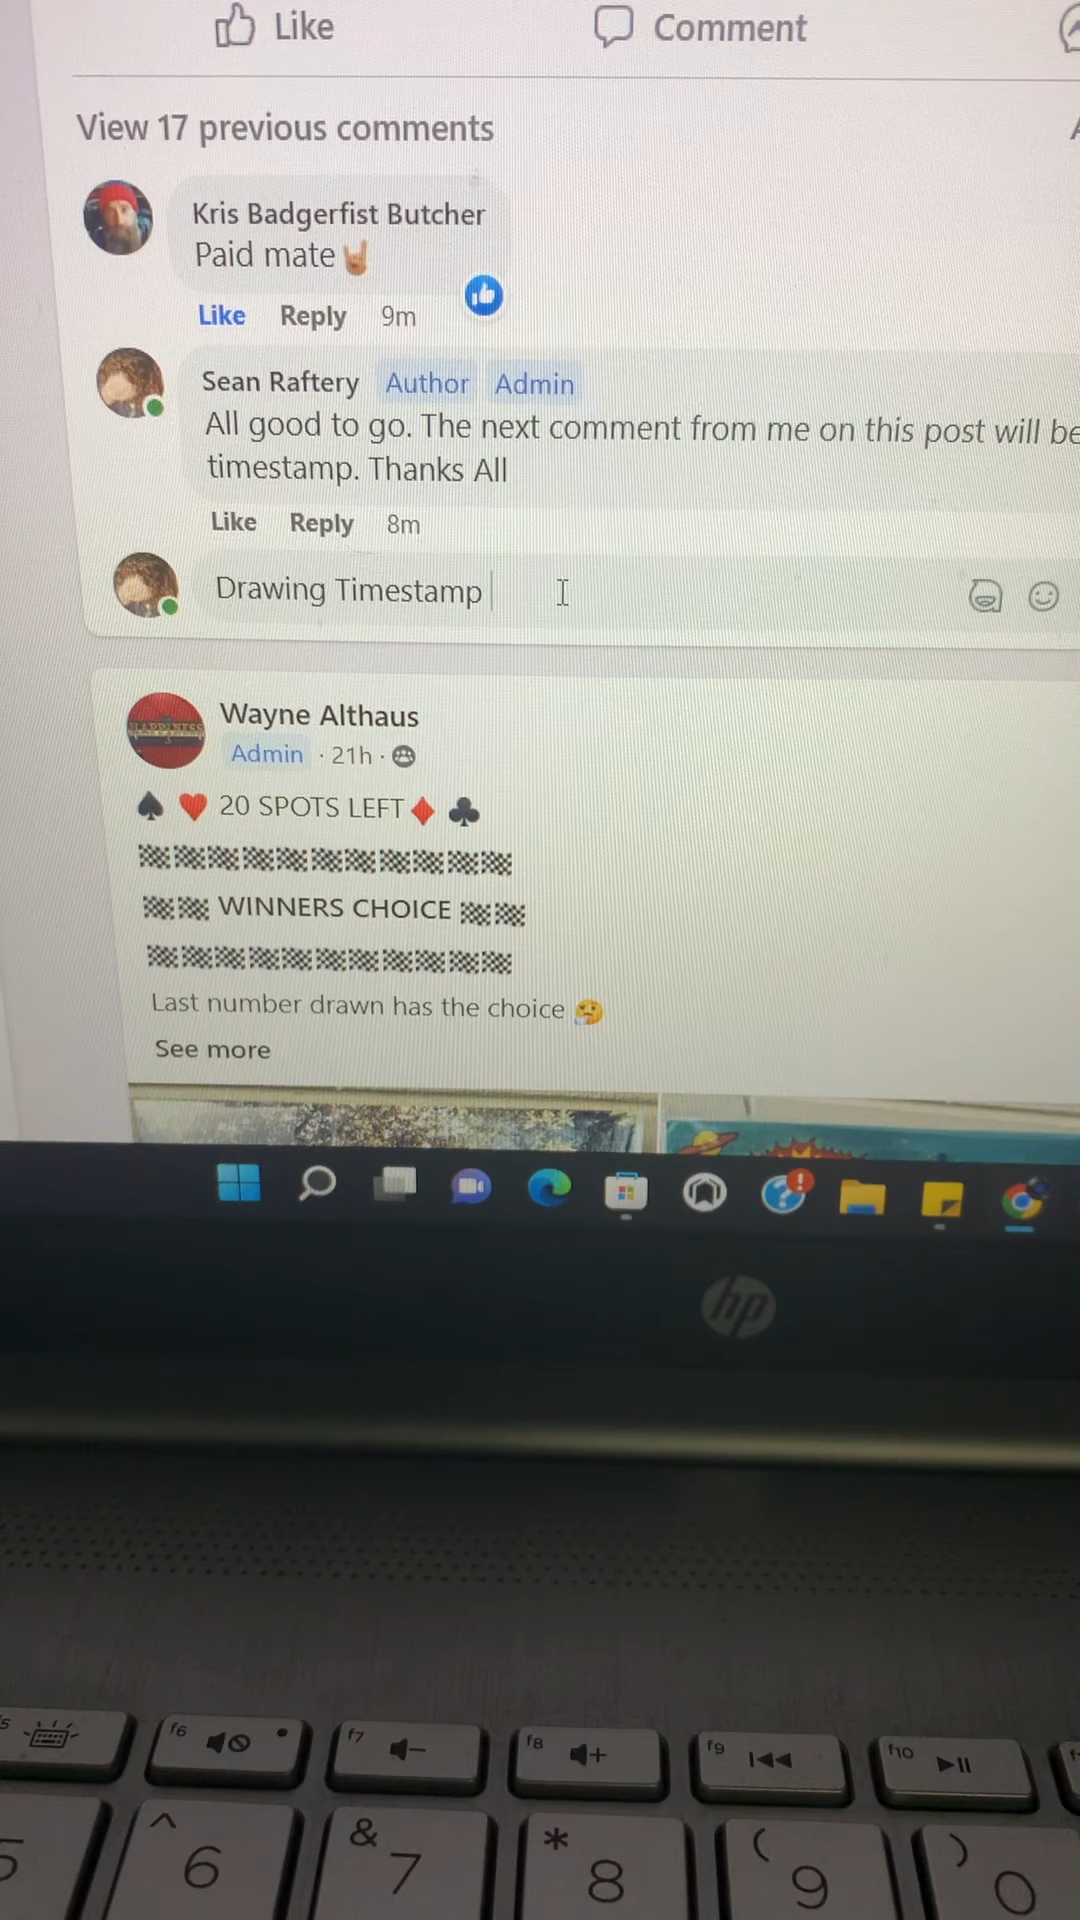 Like Comment
View 17 previous comments
Kris Badgerfist Butcher
Paid mate🤘🏼
Like Reply 9m
Sean Raftery Author Admin
All good to go. The next comment from me on this post will be
timestamp. Thanks All
Like Reply 8m
Drawing Timestamp
HAPPINESS
Wayne Althaus
Admin · 21h ·
♠️ ♥️ 20 SPOTS LEFT♦️ ♣️
🏁🏁🏁🏁🏁🏁🏁🏁🏁🏁🏁
🏁🏁 WINNERS CHOICE 🏁🏁
🏁🏁🏁🏁🏁🏁🏁🏁🏁🏁🏁
Last number drawn has the choice 🤔
See more
hp
f5 f6 f7 f8 f9 f10
5 ^ 6 & 7 * 8 ( 9 ) 0